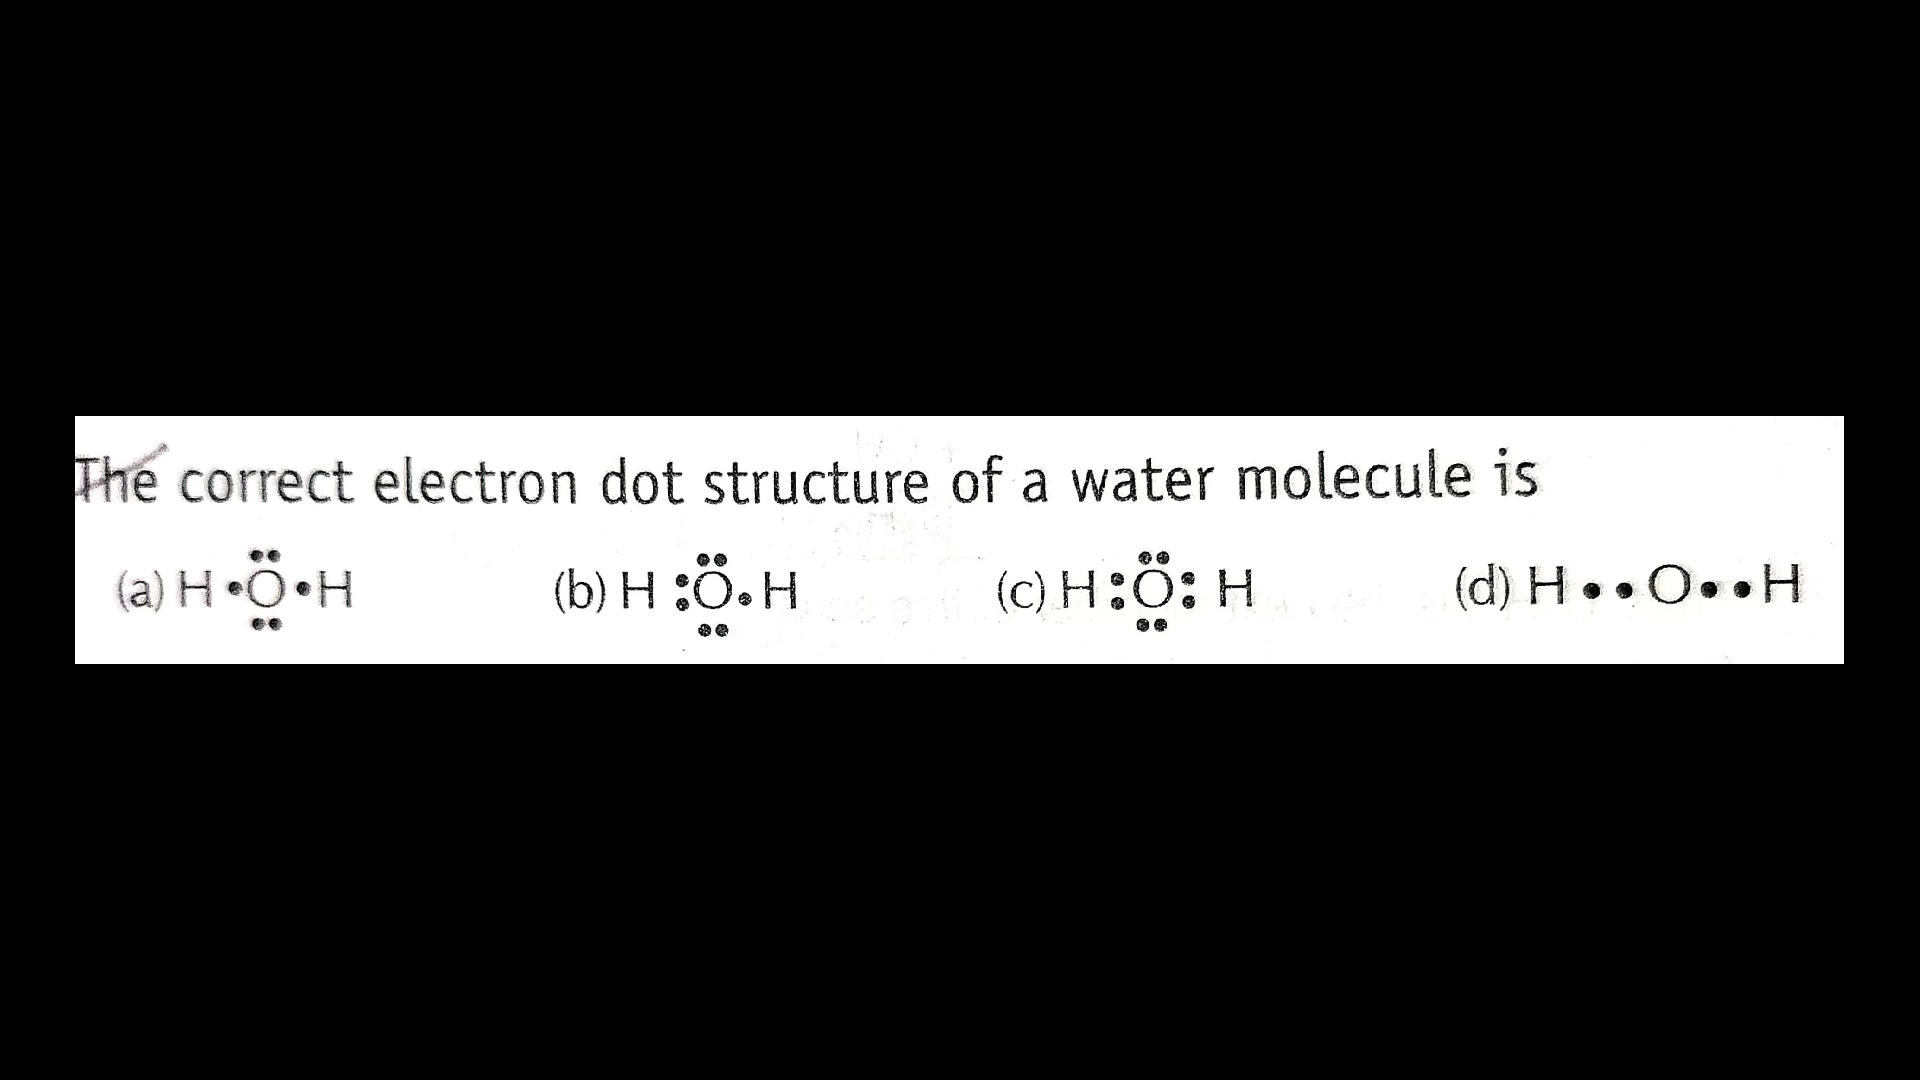 The correct electron dot structure of a water molecule is
(a) H •Ö• H (b) H :Ö• H (c) H :Ö: H (d) H ••O•• H